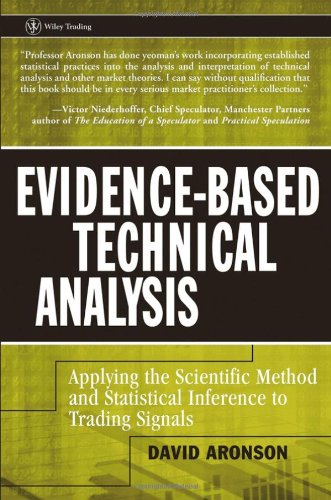 Wiley Trading
"Professor Aronson has done yeoman's work incorporating established
statistical practices into the analysis and interpretation of technical
analysis and other market theories. I can say without qualification that
this book should be in every serious market practitioner's collection."
—Victor Niederhoffer, Chief Speculator, Manchester Partners
author of The Education of a Speculator and Practical Speculation
EVIDENCE-BASED
TECHNICAL
ANALYSIS
Applying the Scientific Method
and Statistical Inference to
Trading Signals
DAVID ARONSON